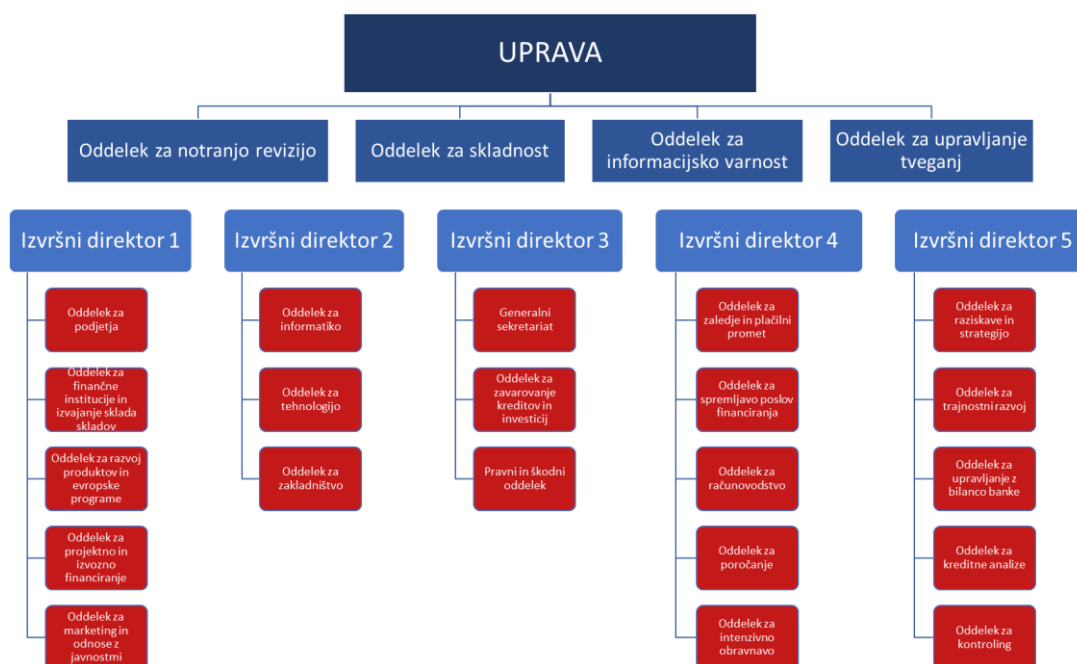 UPRAVA
Oddelek za notranjo revizijo
Oddelek za skladnost
Oddelek za
informacijsko varnost
Oddelek za upravljanje
tveganj
Izvršni direktor 1
Oddelek za
podjetja
Oddelek za
finančne
institucije in
izvajanje sklada
skladov
Oddelek za razvoj
produktov in
evropske
programe
Oddelek za
projektno in
izvozno
financiranje
Oddelek za
marketing in
odnose z
javnostmi
Izvršni direktor 2
Oddelek za
informatiko
Oddelek za
tehnologijo
Oddelek za
zakladništvo
Izvršni direktor 3
Generalni
sekretariat
Oddelek za
zavarovanje
kreditov in
investicij
Pravni in škodni
oddelek
Izvršni direktor 4
Oddelek za
zaledje in plačilni
promet
Oddelek za
spremljavo poslov
financiranja
Oddelek za
računovodstvo
Oddelek za
poročanje
Oddelek za
intenzivno
obravnavo
Izvršni direktor 5
Oddelek za
raziskave in
strategijo
Oddelek za
trajnostni razvoj
Oddelek za
upravljanje z
bilanco banke
Oddelek za
kreditne analize
Oddelek za
kontroling